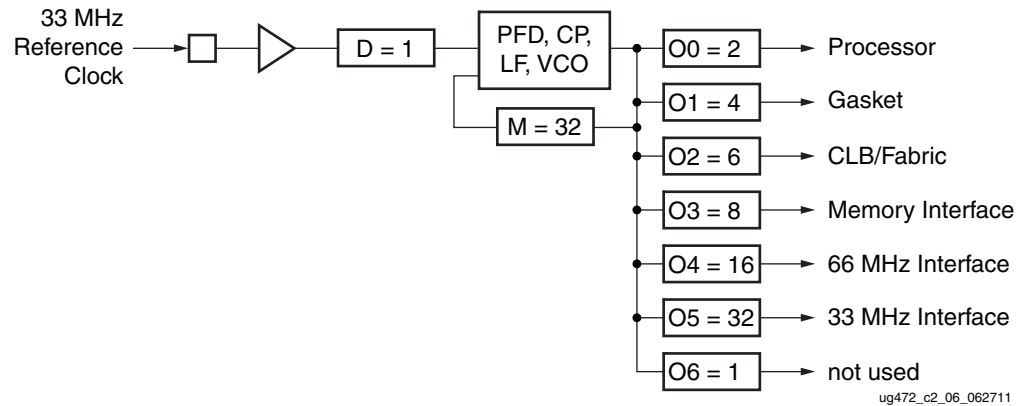 33 MHz
Reference
Clock
D = 1
PFD, CP,
LF, VCO
M = 32
O0 = 2
Processor
O1 = 4
Gasket
O2 = 6
CLB/Fabric
O3 = 8
Memory Interface
O4 = 16
66 MHz Interface
O5 = 32
33 MHz Interface
O6 = 1
not used
ug472_c2_06_062711